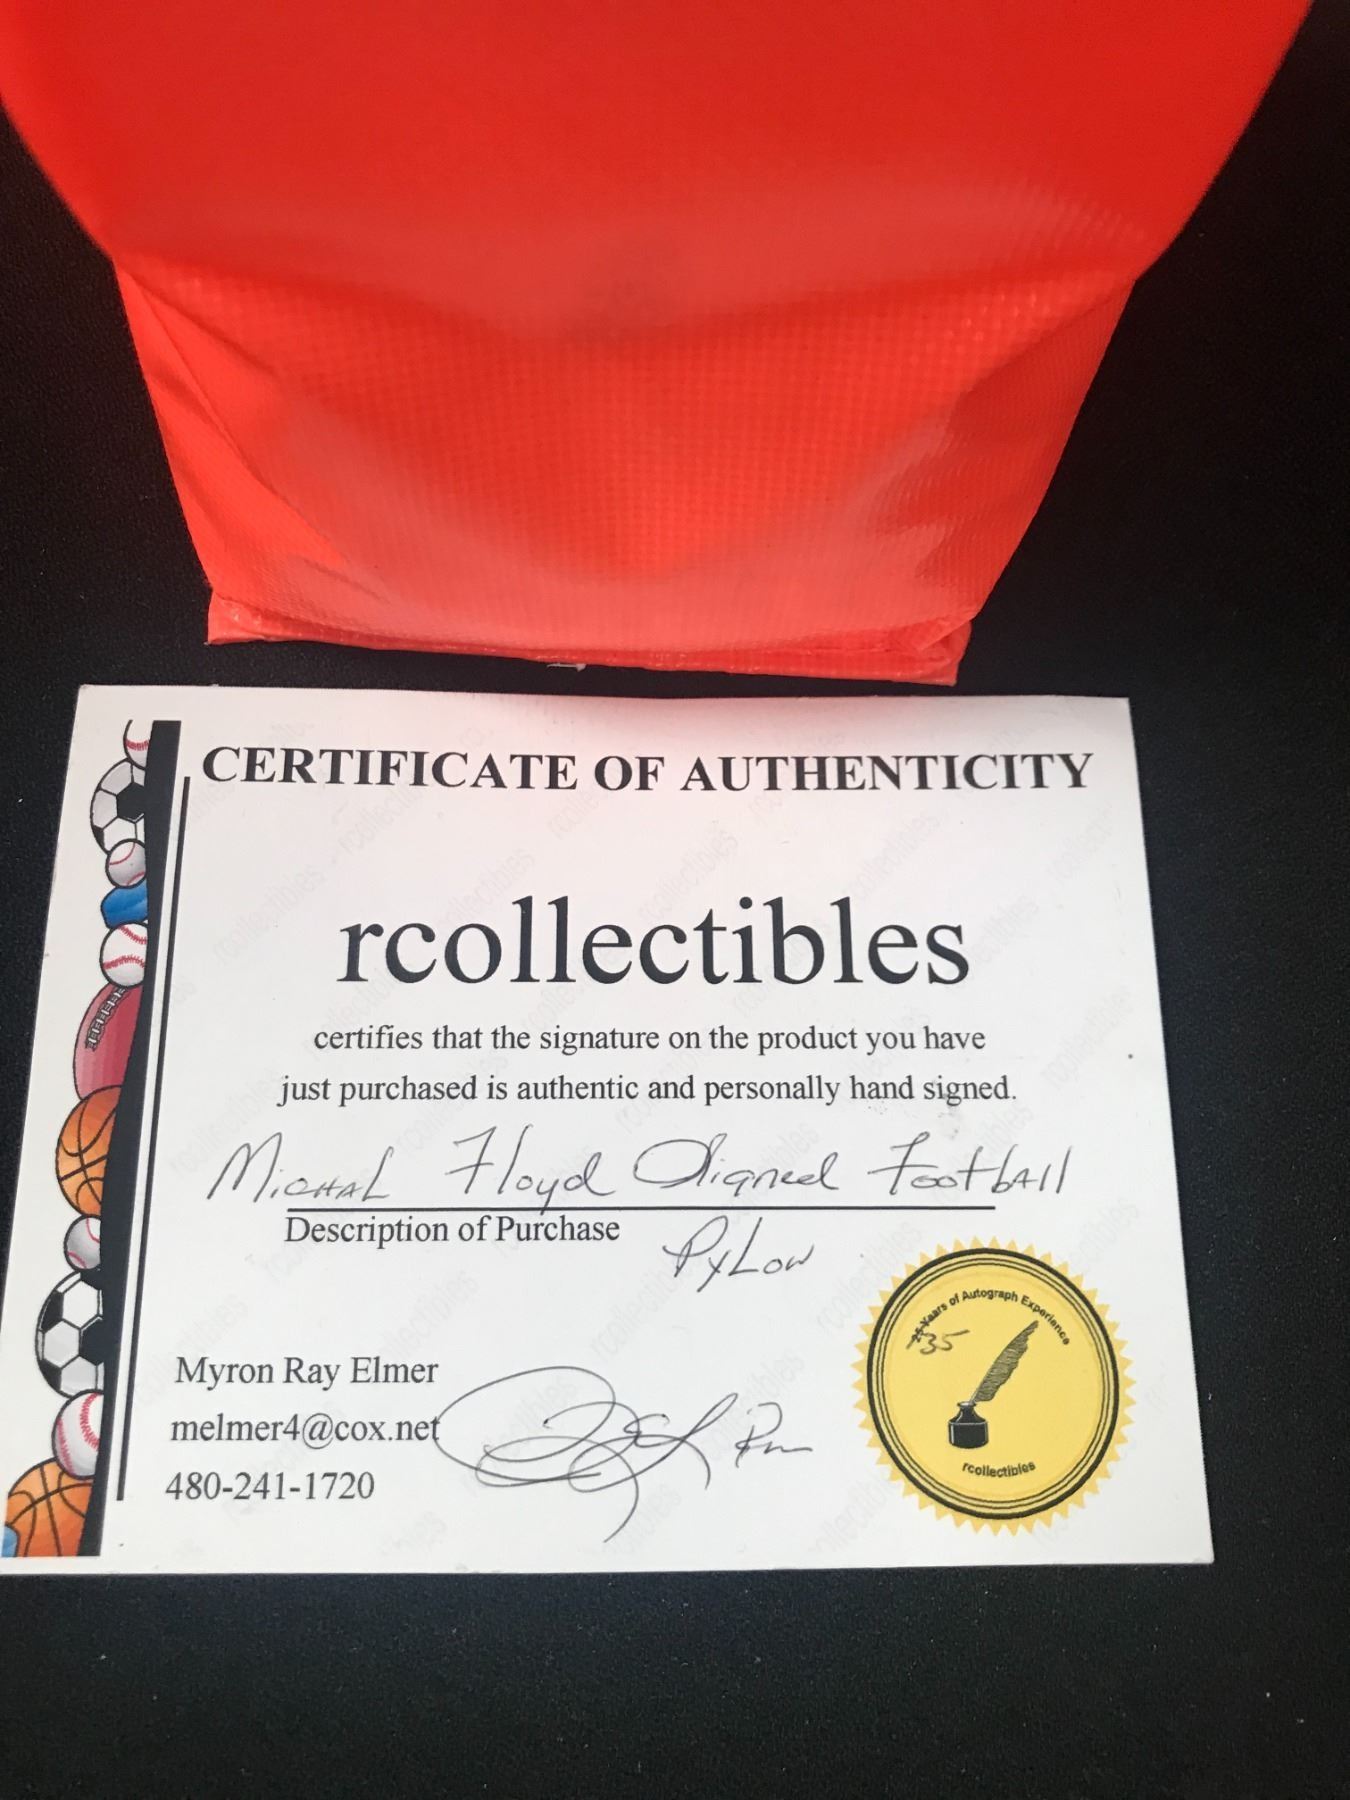 CERTIFICATE OF AUTHENTICITY
rcollectibles
certifies that the signature on the product you have
just purchased is authentic and personally hand signed.
Michal Floyd Signed Football
Description of Purchase
PyLow
Myron Ray Elmer
melmer4@cox.net
480-241-1720
25 Years of Autograph Experience
35
rcollectibles